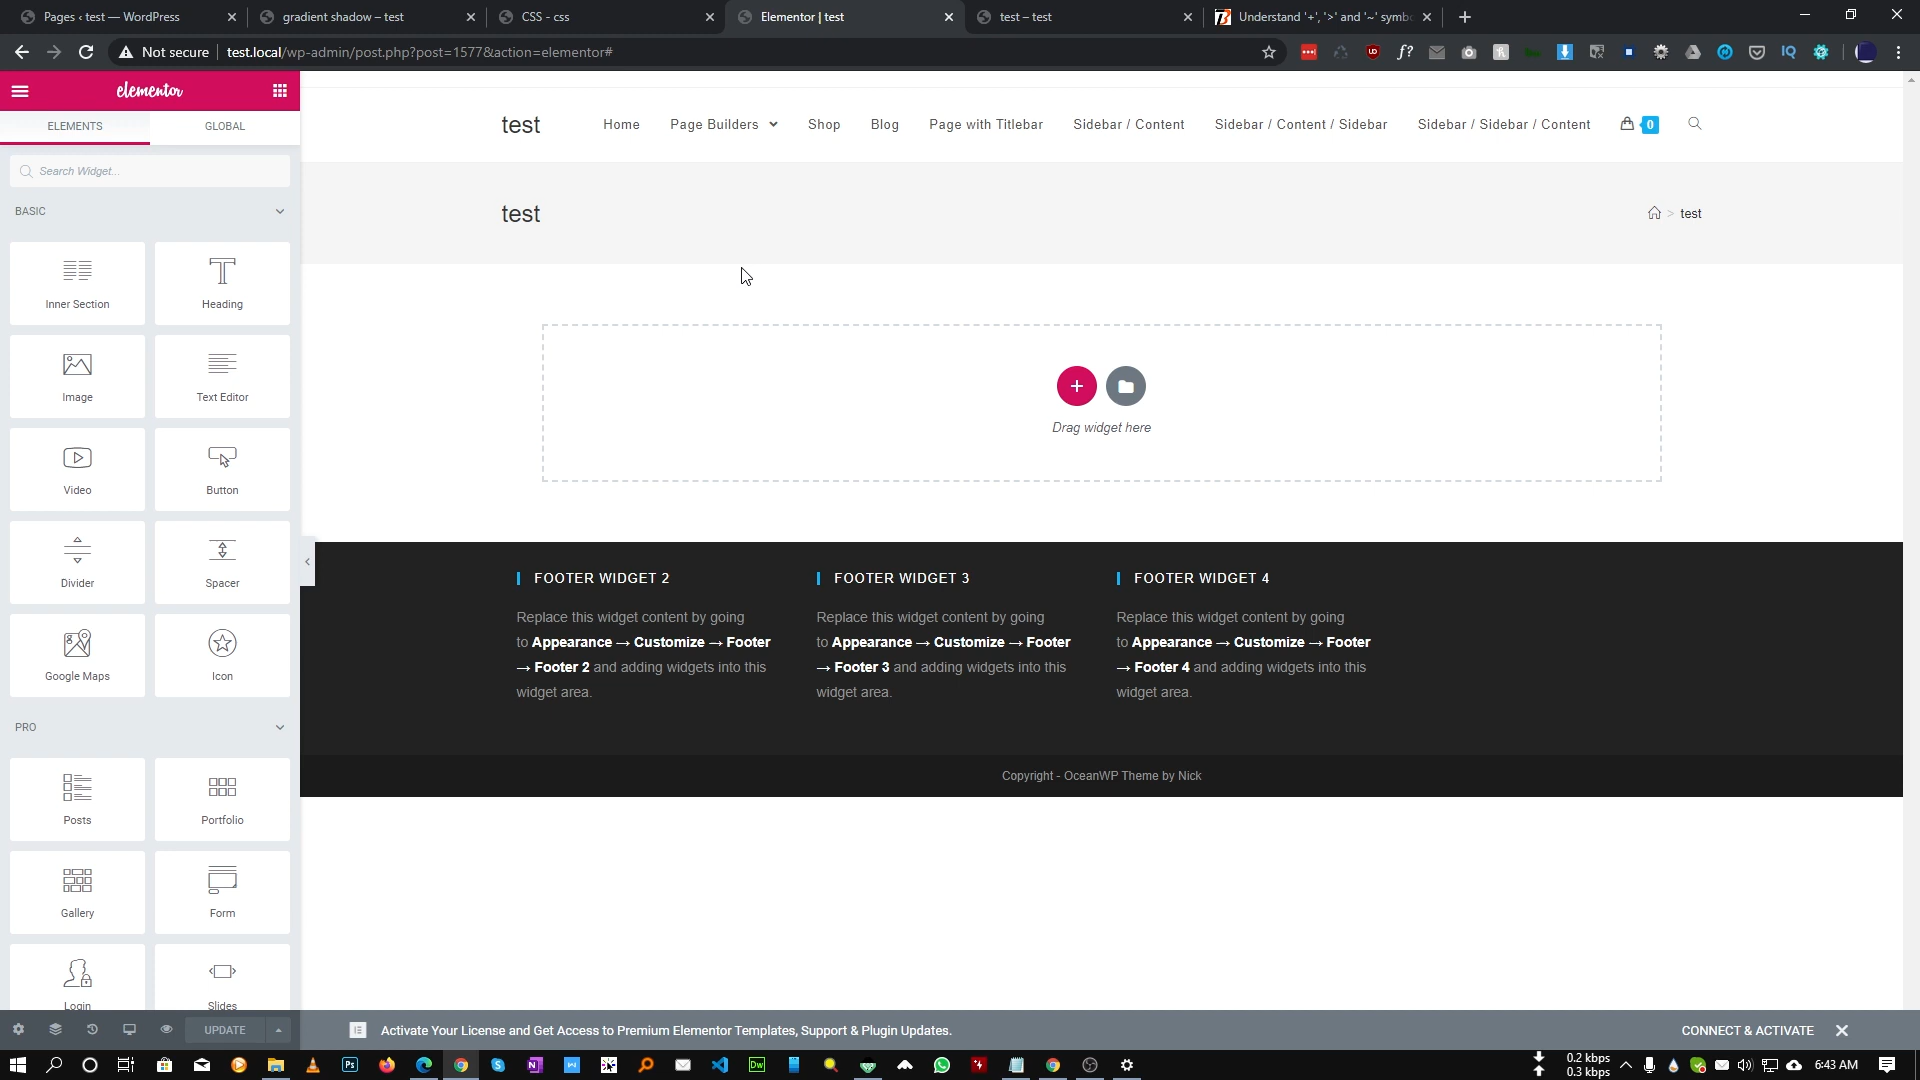 Pages ‹ test — WordPress
gradient shadow – test
CSS - css
Elementor | test
test – test
Understand '+', '>' and '~' symb
Not secure
test.local/wp-admin/post.php?post=1577&action=elementor#
elementor
ELEMENTS
GLOBAL
Search Widget...
BASIC
Inner Section
Heading
Image
Text Editor
Video
Button
Divider
Spacer
Google Maps
Icon
PRO
Posts
Portfolio
Gallery
Form
Login
Slides
UPDATE
test
Home
Page Builders
Shop
Blog
Page with Titlebar
Sidebar / Content
Sidebar / Content / Sidebar
Sidebar / Sidebar / Content
0
test
> test
Drag widget here
FOOTER WIDGET 2
Replace this widget content by going
to Appearance → Customize → Footer
→ Footer 2 and adding widgets into this
widget area.
FOOTER WIDGET 3
Replace this widget content by going
to Appearance → Customize → Footer
→ Footer 3 and adding widgets into this
widget area.
FOOTER WIDGET 4
Replace this widget content by going
to Appearance → Customize → Footer
→ Footer 4 and adding widgets into this
widget area.
Copyright - OceanWP Theme by Nick
Activate Your License and Get Access to Premium Elementor Templates, Support & Plugin Updates.
CONNECT & ACTIVATE
0.2 kbps
0.3 kbps
6:43 AM